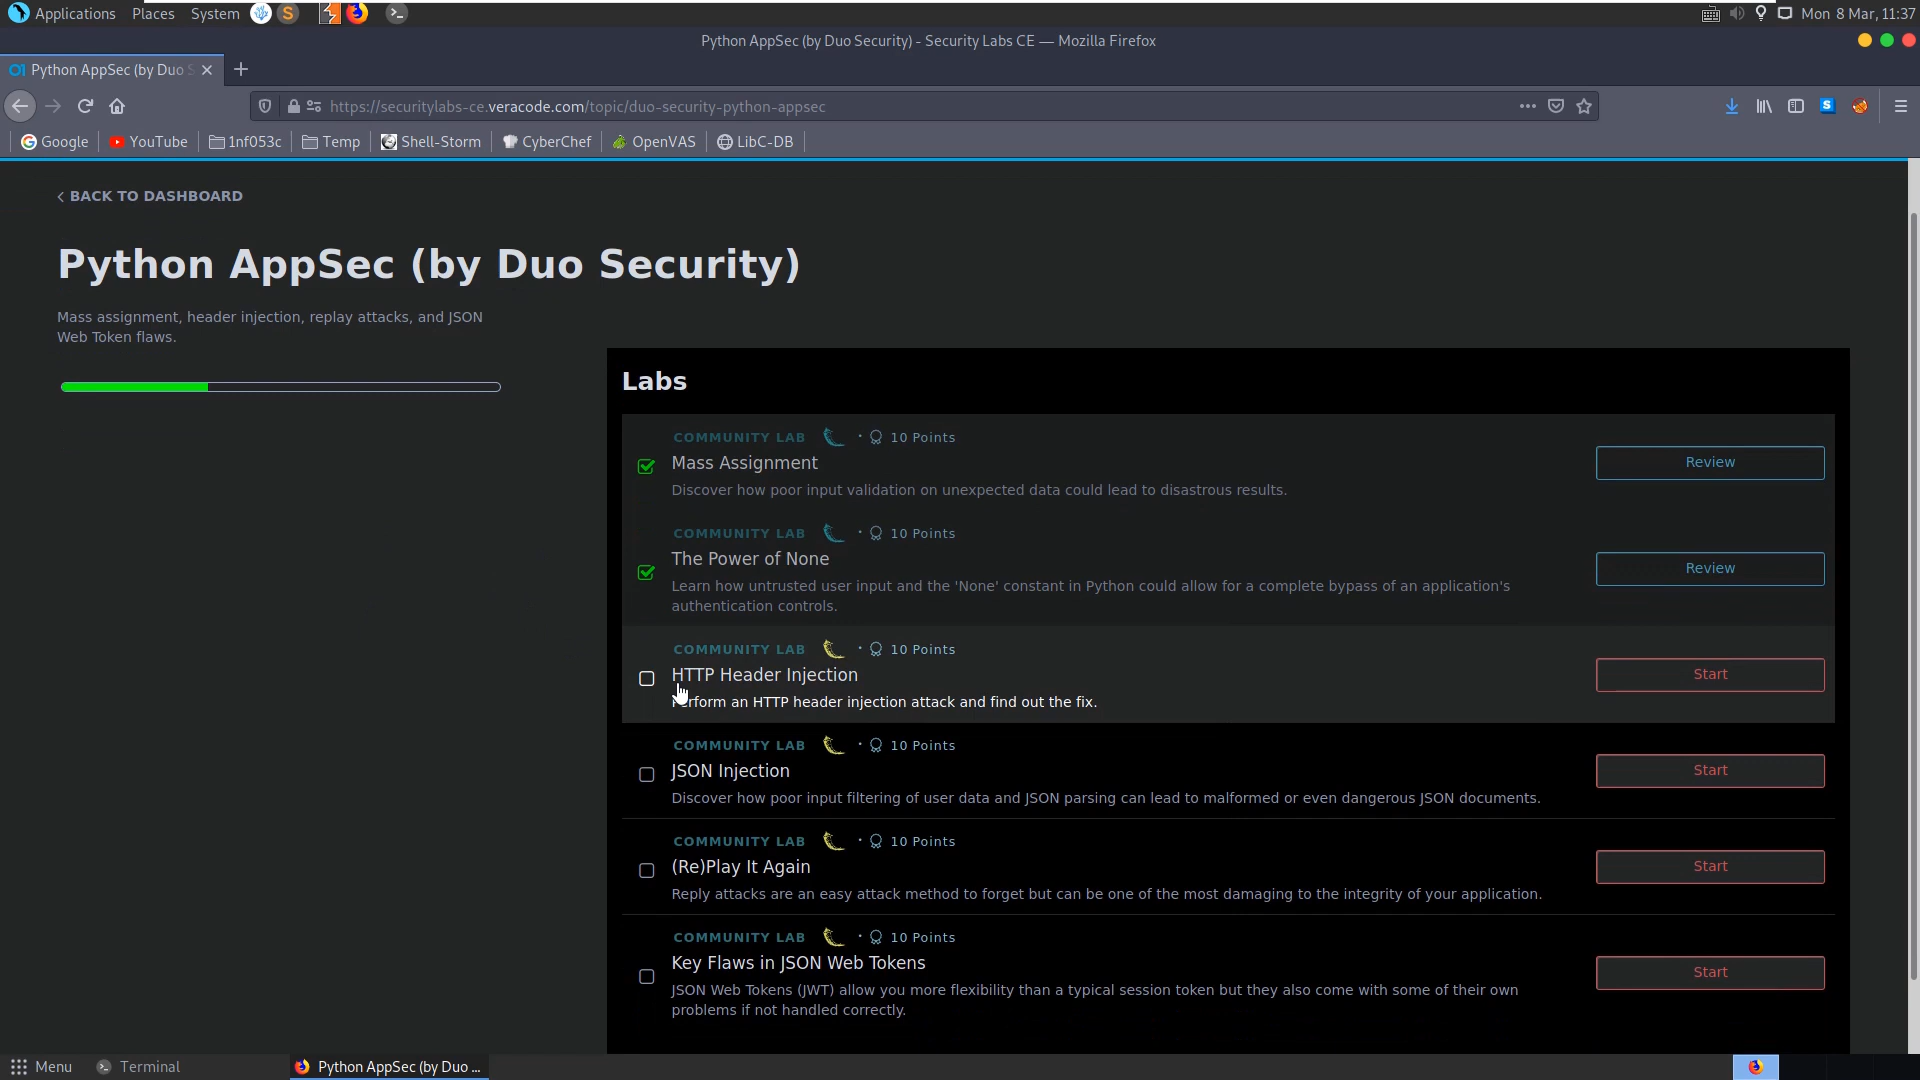 Applications Places System S Mon 8 Mar, 11:37
Python AppSec (by Duo Security) - Security Labs CE — Mozilla Firefox
Python AppSec (by Duo S
https://securitylabs-ce.veracode.com/topic/duo-security-python-appsec
Google YouTube 1nf053c Temp Shell-Storm CyberChef OpenVAS LibC-DB
BACK TO DASHBOARD
Python AppSec (by Duo Security)
Mass assignment, header injection, replay attacks, and JSON
Web Token flaws.
Labs
COMMUNITY LAB · 10 Points
Mass Assignment
Discover how poor input validation on unexpected data could lead to disastrous results.
Review
COMMUNITY LAB · 10 Points
The Power of None
Learn how untrusted user input and the 'None' constant in Python could allow for a complete bypass of an application's
authentication controls.
Review
COMMUNITY LAB · 10 Points
HTTP Header Injection
Perform an HTTP header injection attack and find out the fix.
Start
COMMUNITY LAB · 10 Points
JSON Injection
Discover how poor input filtering of user data and JSON parsing can lead to malformed or even dangerous JSON documents.
Start
COMMUNITY LAB · 10 Points
(Re)Play It Again
Reply attacks are an easy attack method to forget but can be one of the most damaging to the integrity of your application.
Start
COMMUNITY LAB · 10 Points
Key Flaws in JSON Web Tokens
JSON Web Tokens (JWT) allow you more flexibility than a typical session token but they also come with some of their own
problems if not handled correctly.
Start
Menu Terminal Python AppSec (by Duo ...